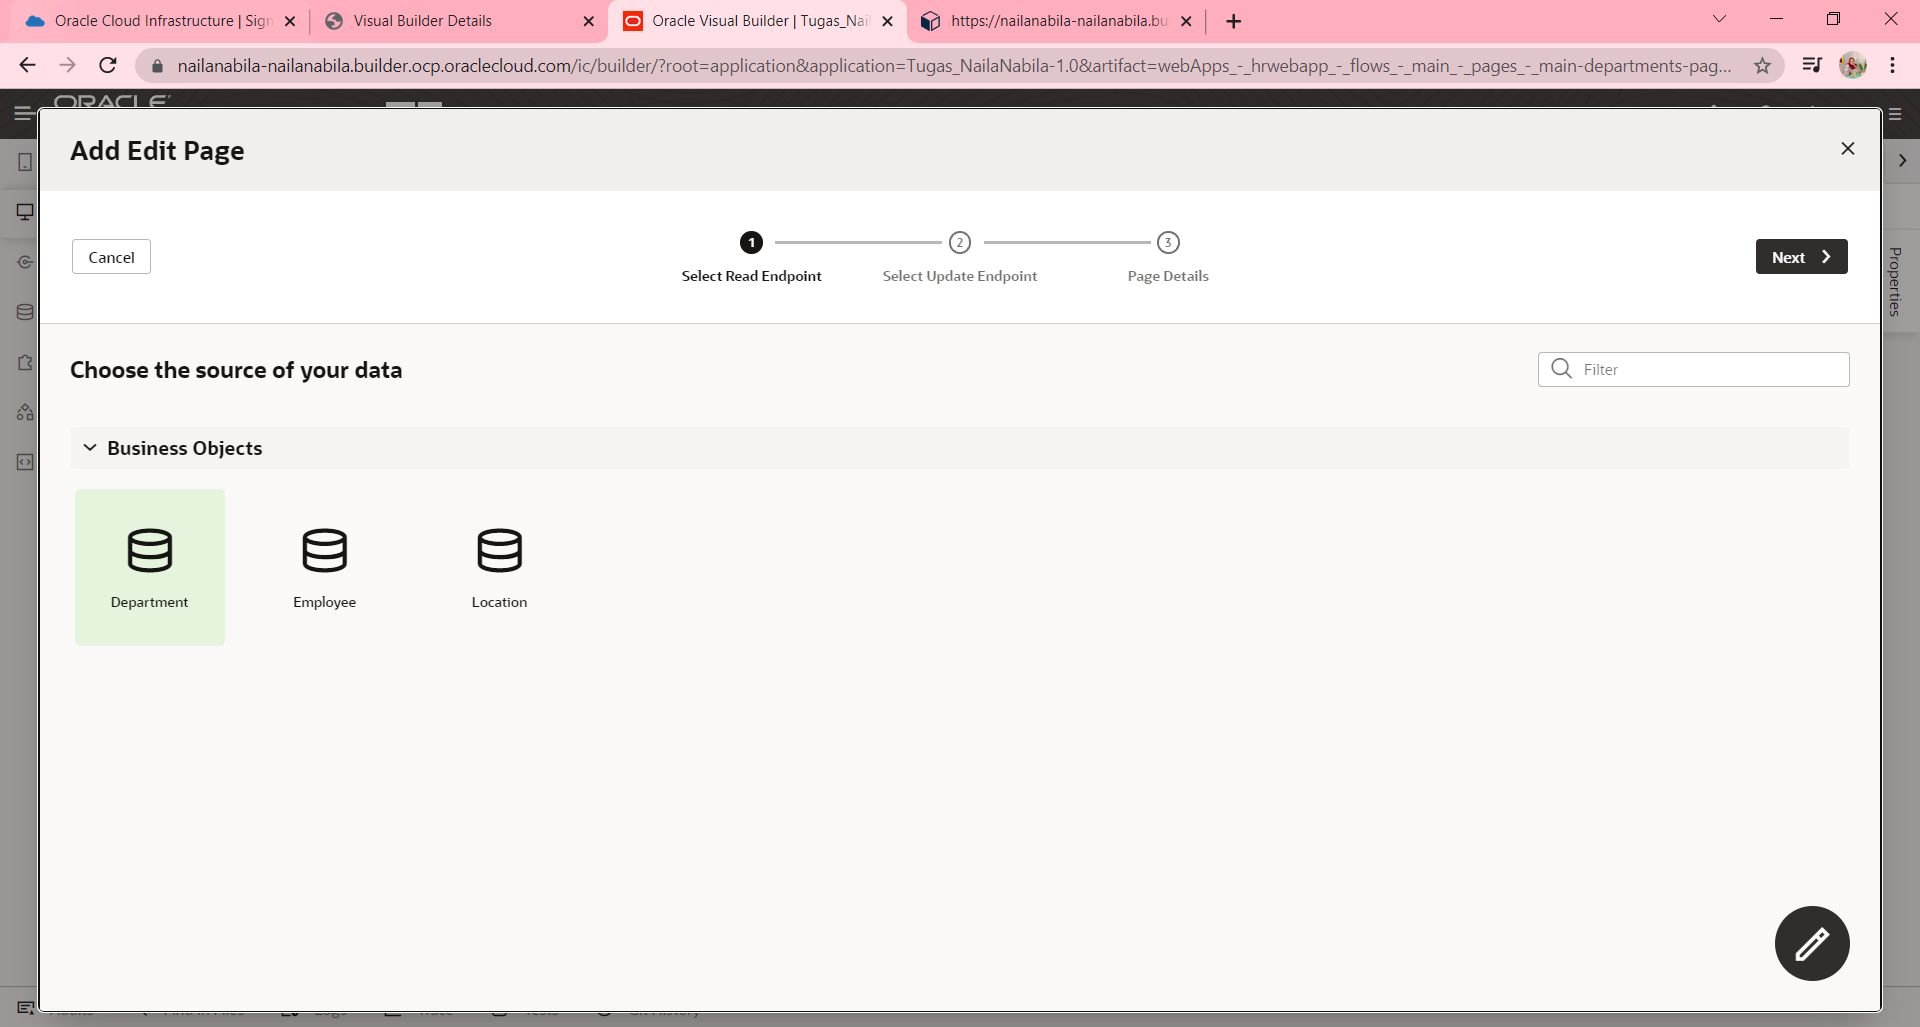 Oracle Cloud Infrastructure | Sign
Visual Builder Details
Oracle Visual Builder | Tugas_Nail
https://nailanabila-nailanabila.bu
nailanabila-nailanabila.builder.ocp.oraclecloud.com/ic/builder/?root=application&application=Tugas_NailaNabila-1.0&artifact=webApps_-_hrwebapp_-_flows_-_main_-_pages_-_main-departments-pag...
ORACLE
Add Edit Page
Cancel
1
2
3
Select Read Endpoint
Select Update Endpoint
Page Details
Next
Properties
Choose the source of your data
Filter
Business Objects
Department
Employee
Location